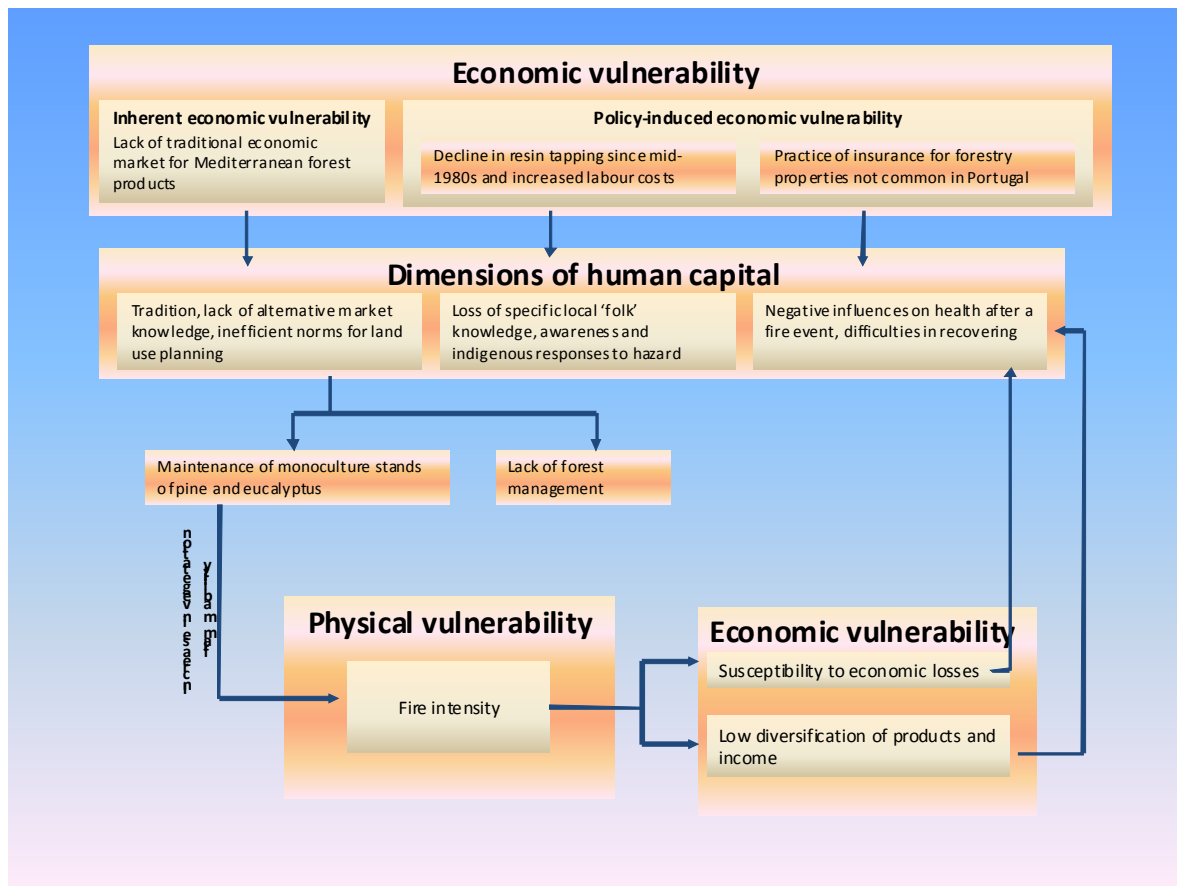 Economic vulnerability
Inherent economic vulnerability
Lack of traditional economic
market for Mediterranean forest
products
Policy-induced economic vulnerability
Decline in resin tapping since mid-
1980s and increased labour costs
Practice of insurance for forestry
properties not common in Portugal
Dimensions of human capital
Tradition, lack of alternative market
knowledge, inefficient norms for land
use planning
Loss of specific local ‘folk’
knowledge, awareness and
indigenous responses to hazard
Negative influences on health after a
fire event, difficulties in recovering
Maintenance of monoculture stands
of pine and eucalyptus
Lack of forest
management
Increases in vegetation
flammability
Physical vulnerability
Fire intensity
Economic vulnerability
Susceptibility to economic losses
Low diversification of products and
income